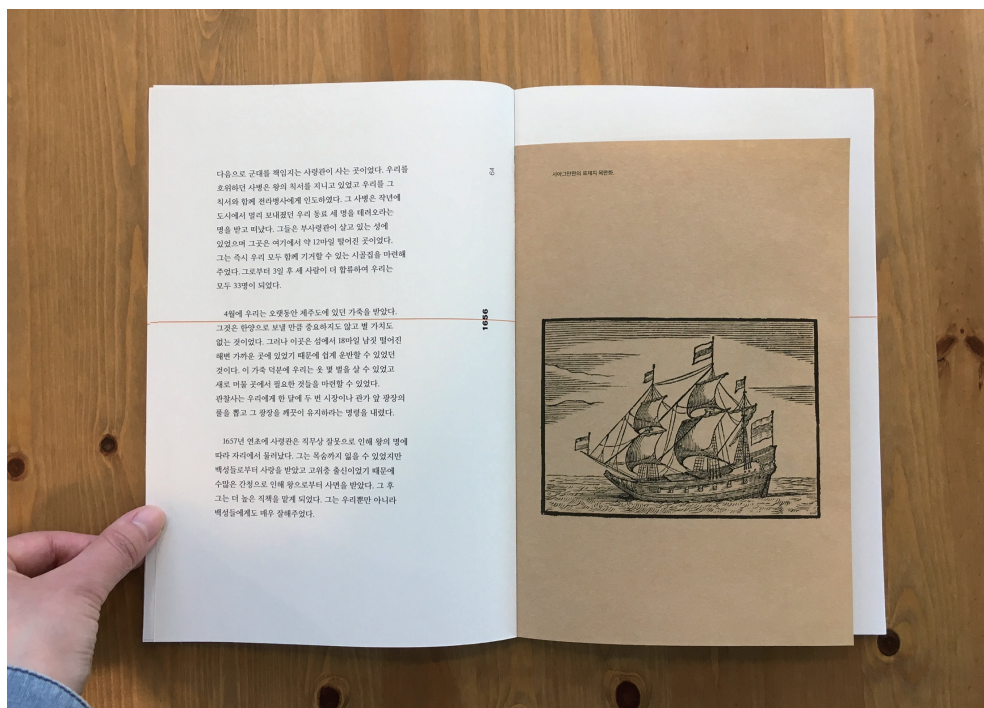 다음으로 군대를 책임지는 사령관이 사는 곳이었다. 우리를
호위하던 사병은 왕의 칙서를 지니고 있었고 우리를 그
칙서와 함께 전라병사에게 인도하였다. 그 사병은 작년에
도시에서 멀리 보내졌던 우리 동료 세 명을 데려오라는
명을 받고 떠났다. 그들은 부사령관이 살고 있는 성에
있었으며 그곳은 여기에서 약 12마일 떨어진 곳이었다.
그는 즉시 우리 모두 함께 기거할 수 있는 시골집을 마련해
주었다. 그로부터 3일 후 세 사람이 더 합류하여 우리는
모두 33명이 되었다.
4월에 우리는 오랫동안 제주도에 있던 가죽을 받았다.
그것은 한양으로 보낼 만큼 중요하지도 않고 별 가치도
없는 것이었다. 그러나 이곳은 섬에서 18마일 남짓 떨어진
해변 가까운 곳에 있었기 때문에 쉽게 운반할 수 있었던
것이다. 이 가죽 덕분에 우리는 옷 몇 벌을 살 수 있었고
새로 머물 곳에서 필요한 것들을 마련할 수 있었다.
관찰사는 우리에게 한 달에 두 번 시장이나 관가 앞 광장의
풀을 뽑고 그 광장을 깨끗이 유지하라는 명령을 내렸다.
1657년 연초에 사령관은 직무상 잘못으로 인해 왕의 명에
따라 자리에서 물러났다. 그는 목숨까지 잃을 수 있었지만
백성들로부터 사랑을 받았고 고위층 출신이었기 때문에
수많은 간청으로 인해 왕으로부터 사면을 받았다. 그 후
그는 더 높은 직책을 맡게 되었다. 그는 우리뿐만 아니라
백성들에게도 매우 잘해주었다.
64
1656
목판화.